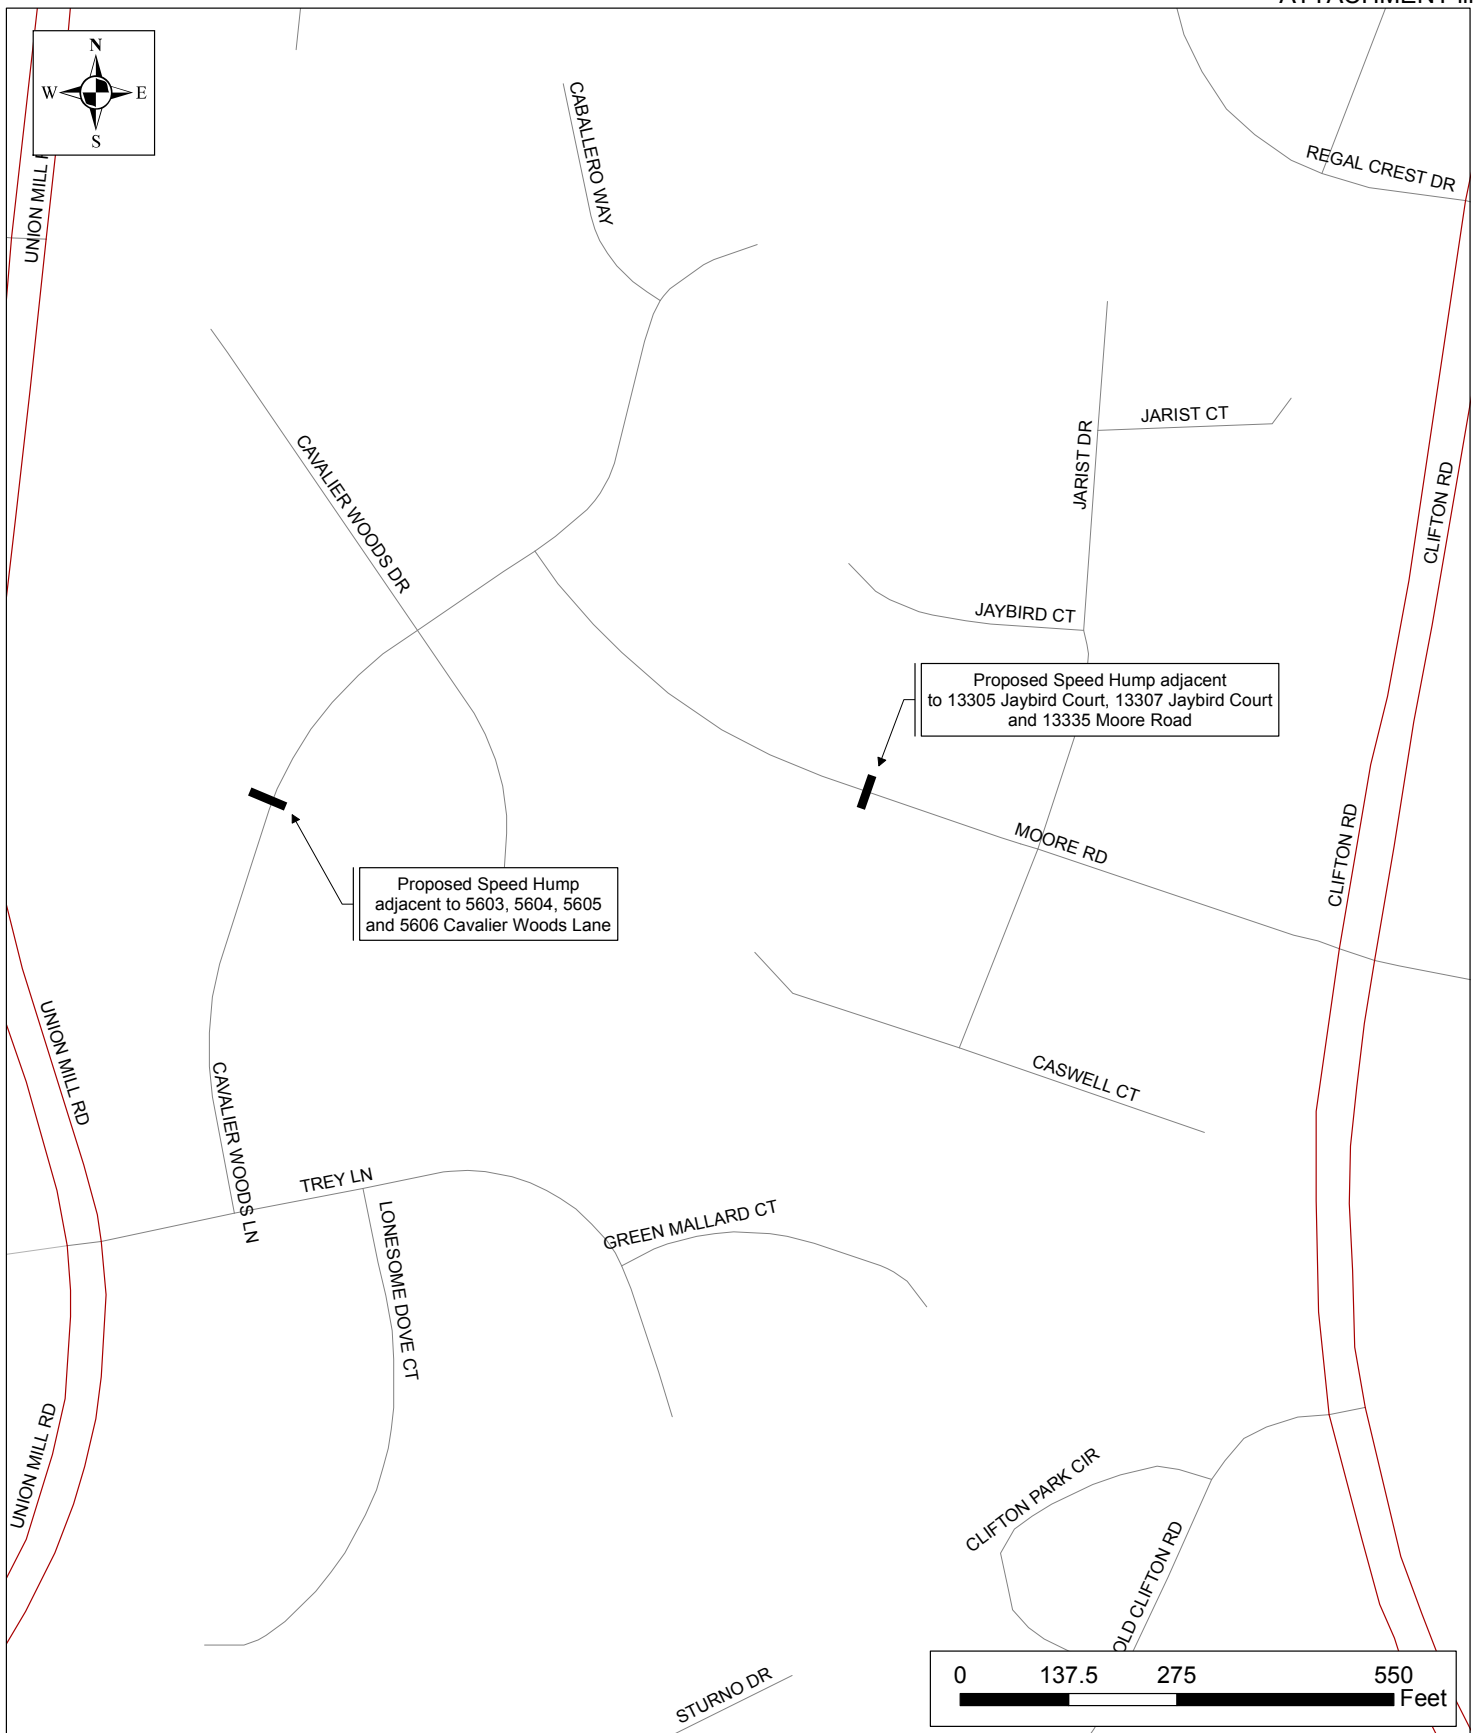 N
W E
S
UNION MILL
CABALLERO WAY
REGAL CREST DR
CAVALIER WOODS DR
JARIST DR
JARIST CT
CLIFTON RD
JAYBIRD CT
Proposed Speed Hump adjacent
to 13305 Jaybird Court, 13307 Jaybird Court
and 13335 Moore Road
MOORE RD
CLIFTON RD
Proposed Speed Hump
adjacent to 5603, 5604, 5605
and 5606 Cavalier Woods Lane
UNION MILL RD
CAVALIER WOODS LN
CASWELL CT
TREY LN
LONESOME DOVE CT
GREEN MALLARD CT
UNION MILL RD
CLIFTON PARK CIR
OLD CLIFTON RD
STURNO DR
0 137.5 275 550
Feet